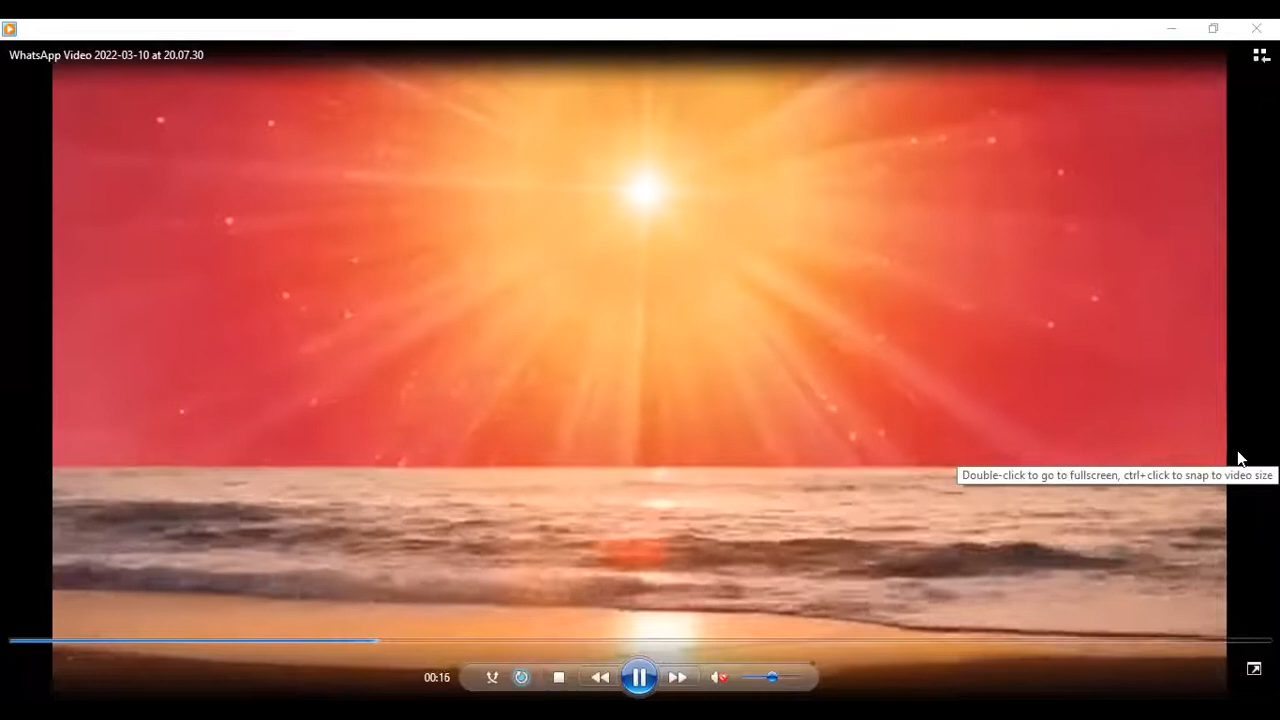 WhatsApp Video 2022-03-10 at 20.07.30
Double-click to go to fullscreen, ctrl+click to snap to video size
00:16